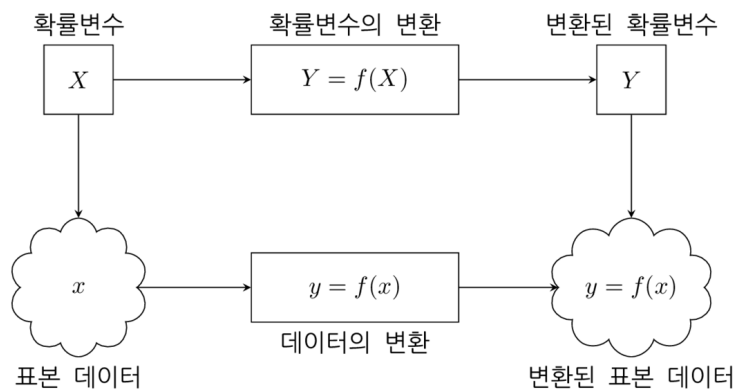 확률변수 확률변수의 변환 변환된 확률변수
X Y = f(X) Y
x y = f(x) y = f(x)
데이터의 변환
표본 데이터 변환된 표본 데이터